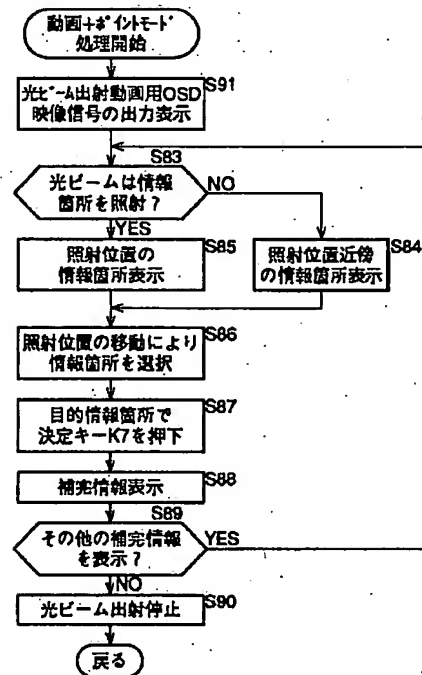 動画+ポイントモード
処理開始
S91
光ビーム出射動画用OSD
映像信号の出力表示
S83
光ビームは情報
箇所を照射?
NO
YES
S85
照射位置の
情報箇所表示
S84
照射位置近傍
の情報箇所表示
S86
照射位置の移動により
情報箇所を選択
S87
目的情報箇所で
決定キーK7を押下
S88
補完情報表示
S89
その他の補完情報
を表示?
YES
NO
S90
光ビーム出射停止
戻る